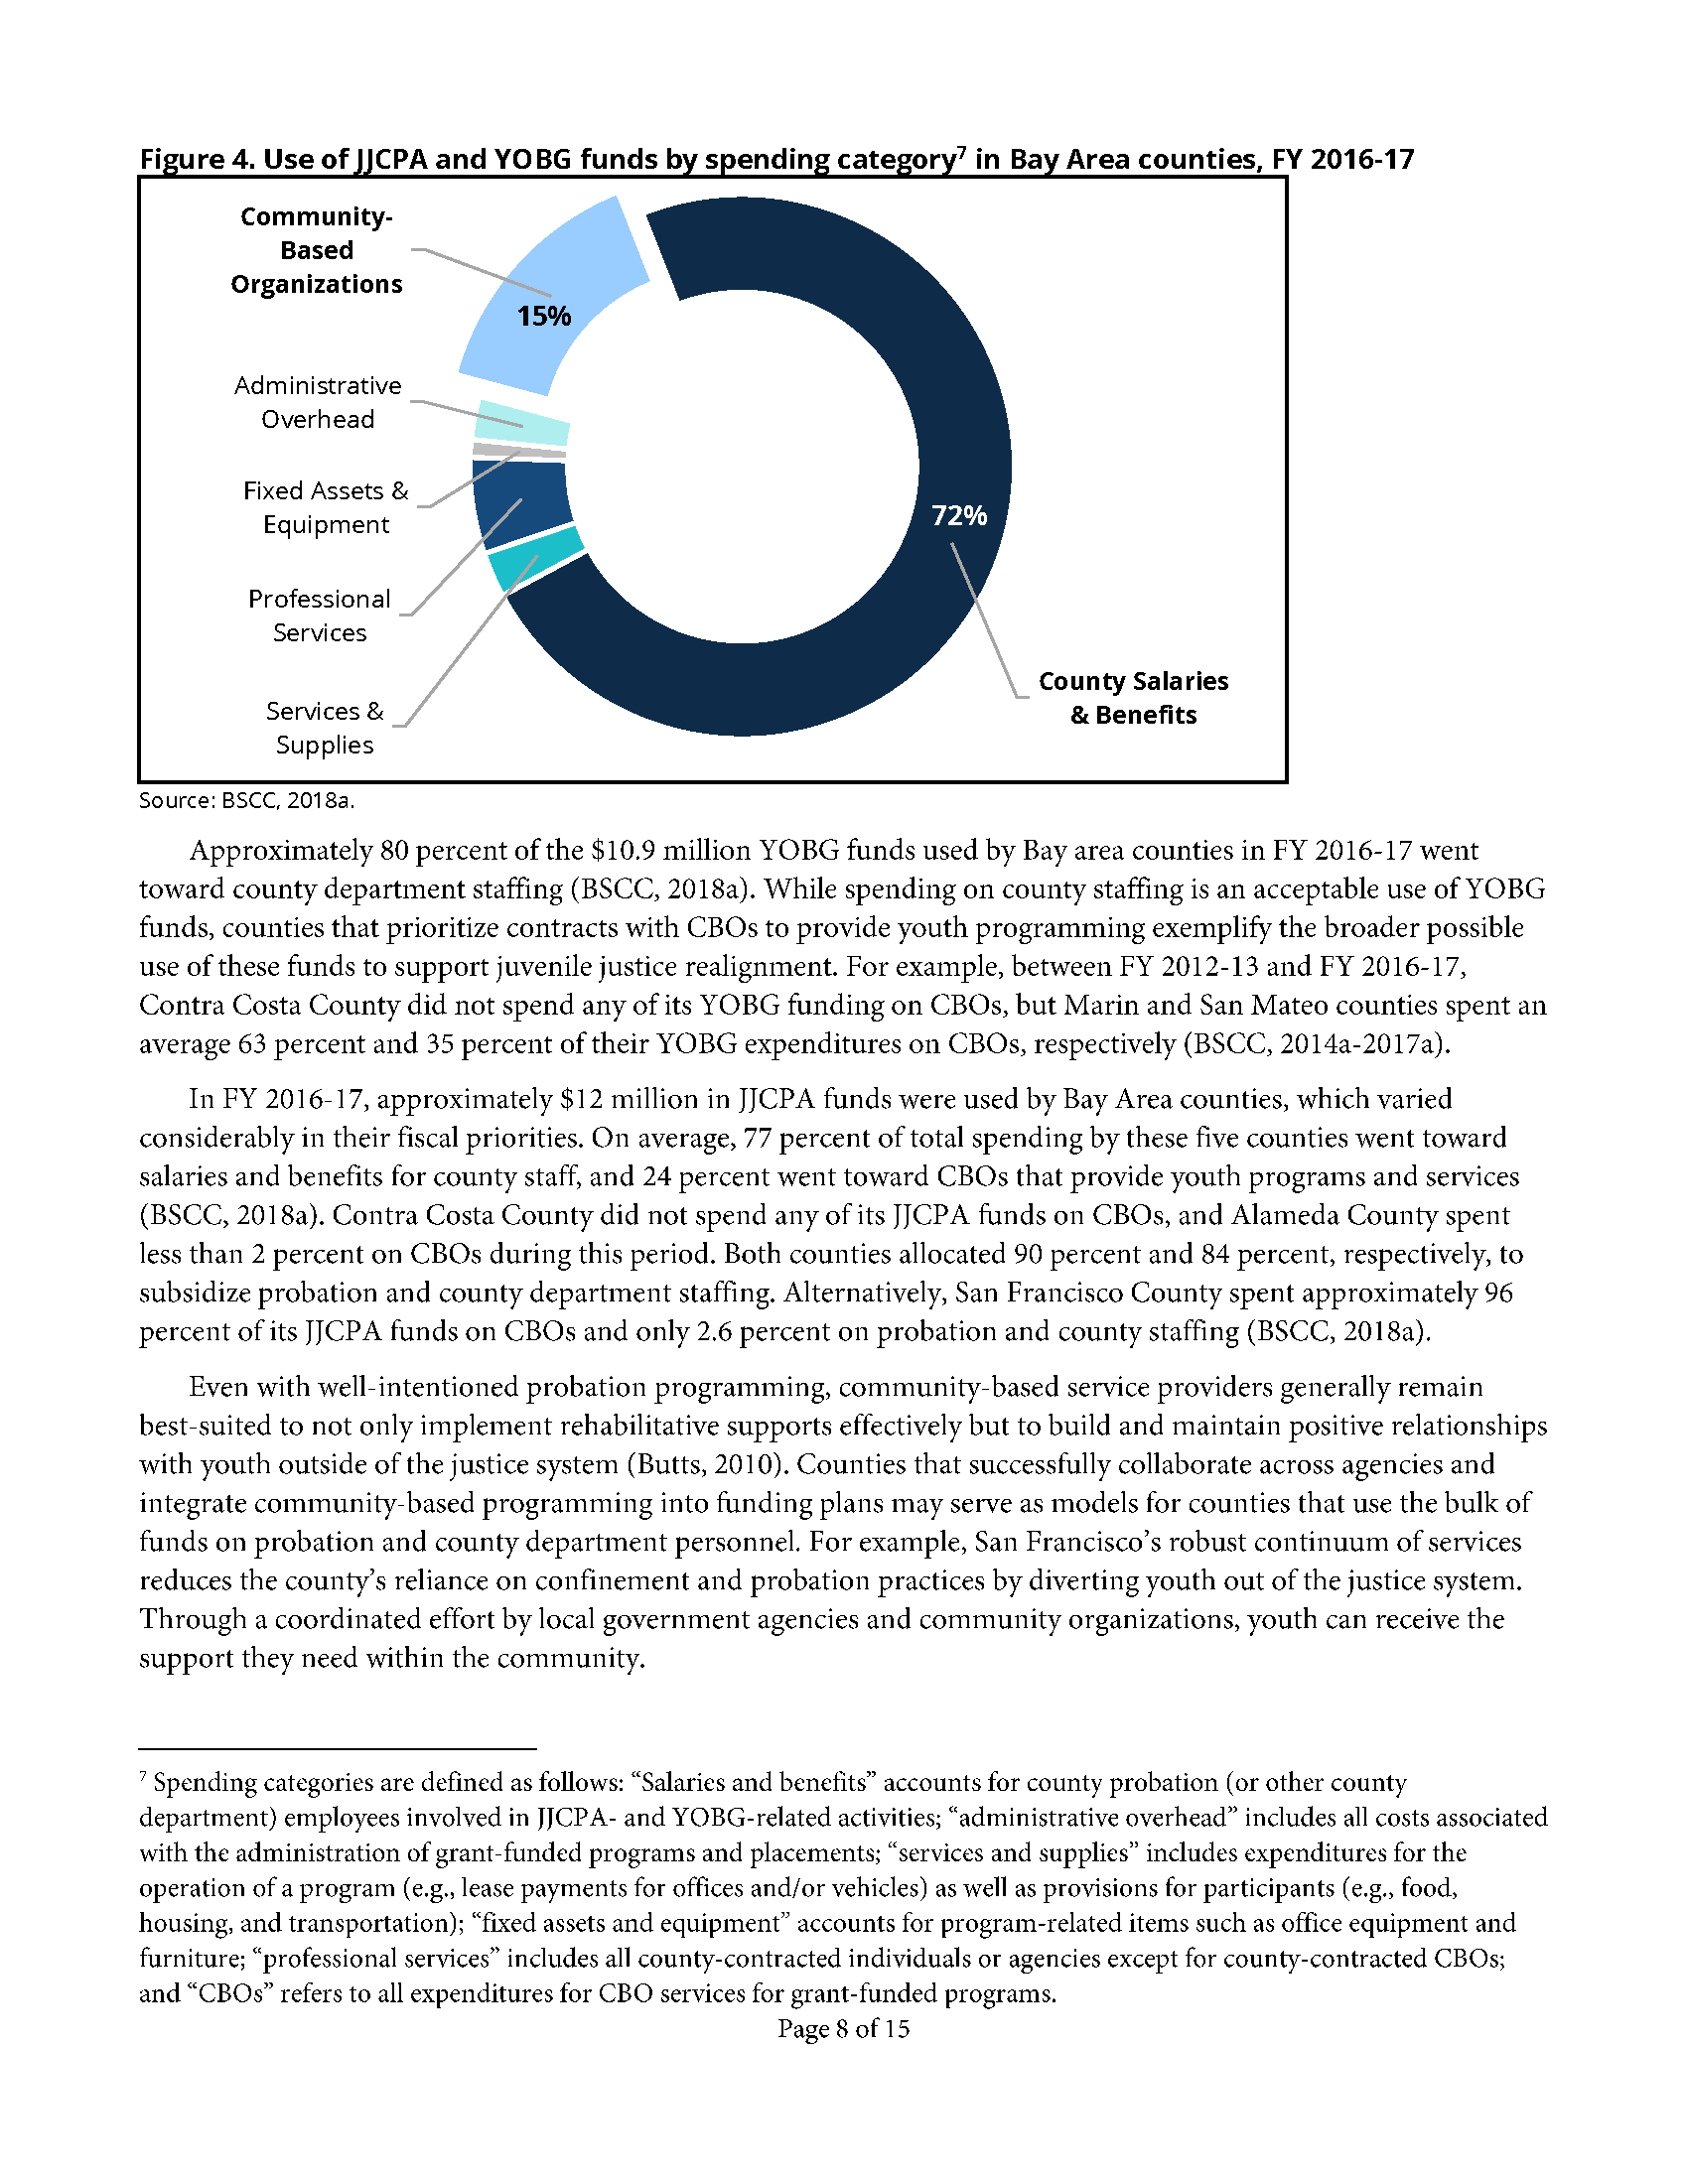 Figure 4. Use of JJCPA and YOBG funds by spending category7 in Bay Area counties, FY 2016-17
Community-
Based
Organizations
15%
Administrative
Overhead
Fixed Assets &
Equipment
72%
Professional
Services
County Salaries
& Benefits
Services &
Supplies
Source: BSCC, 2018a.
Approximately 80 percent of the $10.9 million YOBG funds used by Bay area counties in FY 2016-17 went
toward county department staffing (BSCC, 2018a). While spending on county staffing is an acceptable use of YOBG
funds, counties that prioritize contracts with CBOs to provide youth programming exemplify the broader possible
use of these funds to support juvenile justice realignment. For example, between FY 2012-13 and FY 2016-17,
Contra Costa County did not spend any of its YOBG funding on CBOs, but Marin and San Mateo counties spent an
average 63 percent and 35 percent of their YOBG expenditures on CBOs, respectively (BSCC, 2014a-2017a).
In FY 2016-17, approximately $12 million in JJCPA funds were used by Bay Area counties, which varied
considerably in their fiscal priorities. On average, 77 percent of total spending by these five counties went toward
salaries and benefits for county staff, and 24 percent went toward CBOs that provide youth programs and services
(BSCC, 2018a). Contra Costa County did not spend any of its JJCPA funds on CBOs, and Alameda County spent
less than 2 percent on CBOs during this period. Both counties allocated 90 percent and 84 percent, respectively, to
subsidize probation and county department staffing. Alternatively, San Francisco County spent approximately 96
percent of its JJCPA funds on CBOs and only 2.6 percent on probation and county staffing (BSCC, 2018a).
Even with well-intentioned probation programming, community-based service providers generally remain
best-suited to not only implement rehabilitative supports effectively but to build and maintain positive relationships
with youth outside of the justice system (Butts, 2010). Counties that successfully collaborate across agencies and
integrate community-based programming into funding plans may serve as models for counties that use the bulk of
funds on probation and county department personnel. For example, San Francisco’s robust continuum of services
reduces the county’s reliance on confinement and probation practices by diverting youth out of the justice system.
Through a coordinated effort by local government agencies and community organizations, youth can receive the
support they need within the community.
7 Spending categories are defined as follows: “Salaries and benefits” accounts for county probation (or other county
department) employees involved in JJCPA- and YOBG-related activities; “administrative overhead” includes all costs associated
with the administration of grant-funded programs and placements; “services and supplies” includes expenditures for the
operation of a program (e.g., lease payments for offices and/or vehicles) as well as provisions for participants (e.g., food,
housing, and transportation); “fixed assets and equipment” accounts for program-related items such as office equipment and
furniture; “professional services” includes all county-contracted individuals or agencies except for county-contracted CBOs;
and “CBOs” refers to all expenditures for CBO services for grant-funded programs.
Page 8 of 15